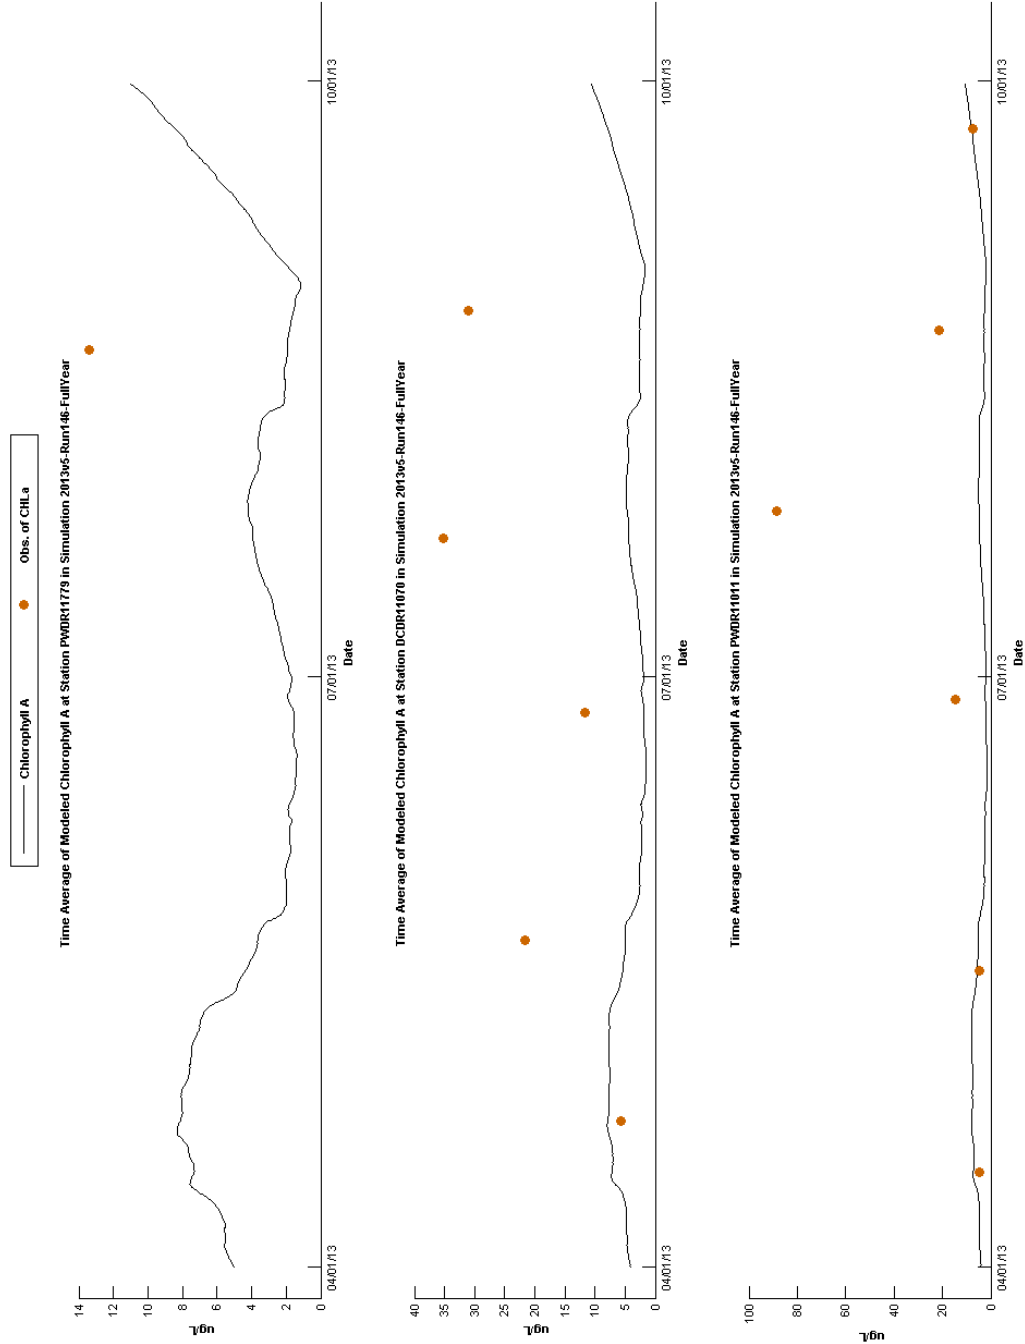 Chlorophyll A Obs. of CHLa
Time Average of Modeled Chlorophyll A at Station PWDR11779 in Simulation 2013v5-Run146-FullYear
14
12
10
8
6
4
2
0
ug/L
04/01/13 07/01/13 10/01/13
Date
Time Average of Modeled Chlorophyll A at Station DCDR11070 in Simulation 2013v5-Run146-FullYear
40
35
30
25
20
15
10
5
0
ug/L
04/01/13 07/01/13 10/01/13
Date
Time Average of Modeled Chlorophyll A at Station PWDR11011 in Simulation 2013v5-Run146-FullYear
100
80
60
40
20
0
ug/L
04/01/13 07/01/13 10/01/13
Date